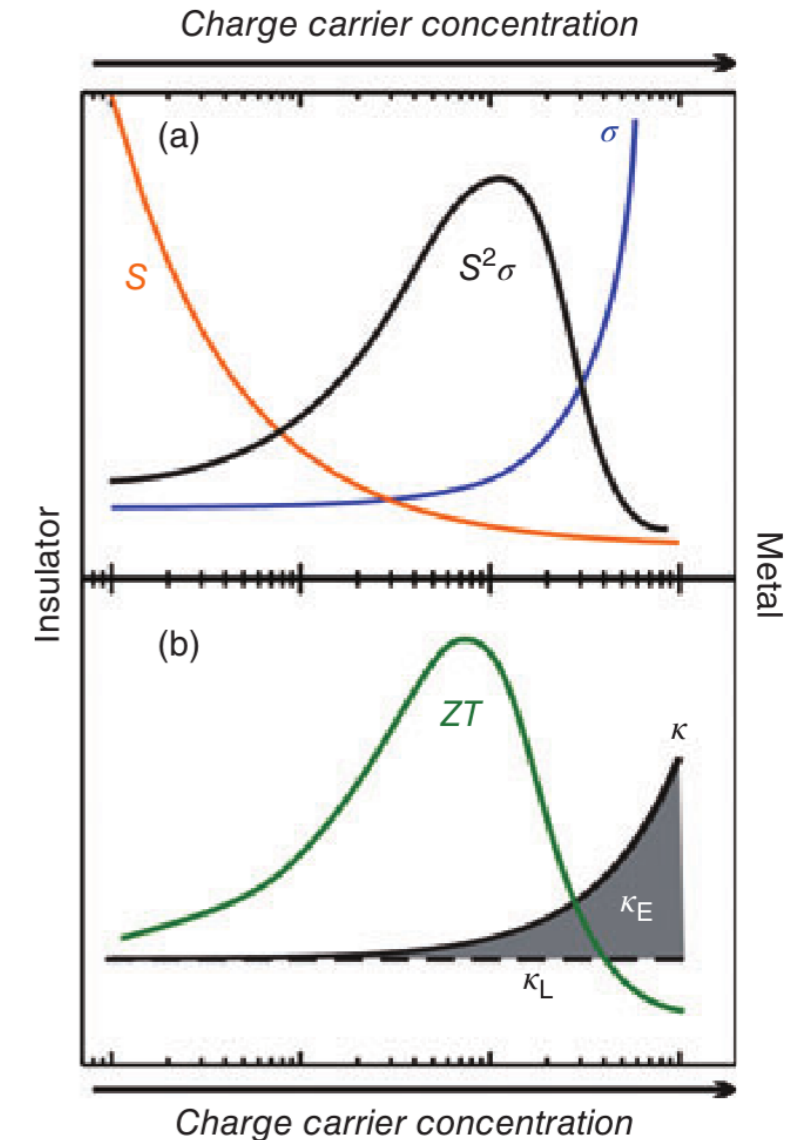 Charge carrier concentration
(a)
σ
S
S²σ
Insulator
Metal
(b)
ZT
κ
κE
κL
Charge carrier concentration